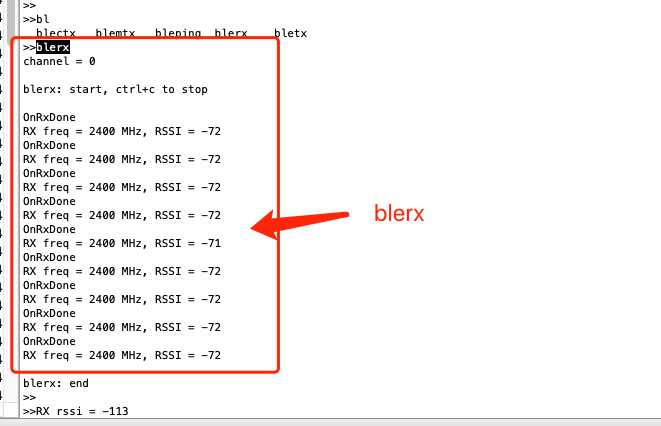 >>
>>bl
blectx blemtx bleping blerx bletx
>>blerx
channel = 0
blerx: start, ctrl+c to stop
OnRxDone
RX freq = 2400 MHz, RSSI = -72
OnRxDone
RX freq = 2400 MHz, RSSI = -72
OnRxDone
RX freq = 2400 MHz, RSSI = -72
OnRxDone
RX freq = 2400 MHz, RSSI = -72
OnRxDone
RX freq = 2400 MHz, RSSI = -71
OnRxDone
RX freq = 2400 MHz, RSSI = -72
OnRxDone
RX freq = 2400 MHz, RSSI = -72
OnRxDone
RX freq = 2400 MHz, RSSI = -72
OnRxDone
RX freq = 2400 MHz, RSSI = -72
blerx
blerx: end
>>
>>RX rssi = -113